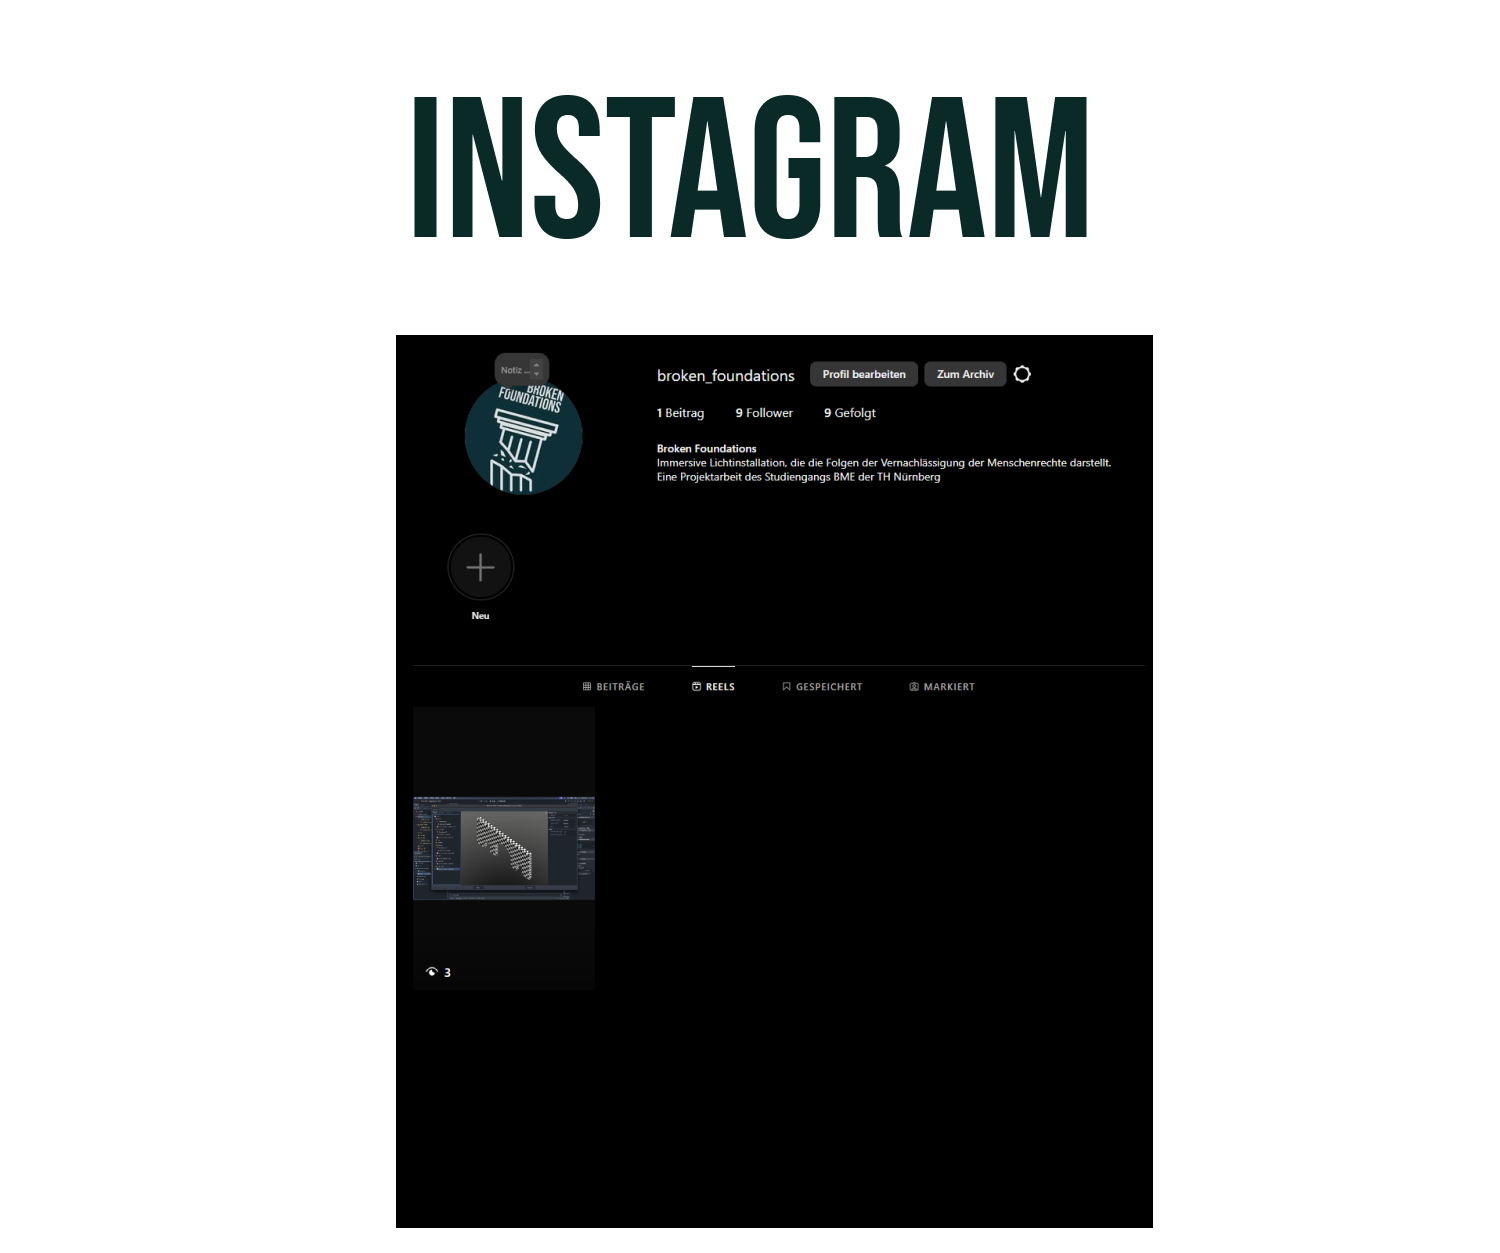 INSTAGRAM
Notiz ...
BROKEN
FOUNDATIONS
broken_foundations Profil bearbeiten Zum Archiv
1 Beitrag 9 Follower 9 Gefolgt
Broken Foundations
Immersive Lichtinstallation, die die Folgen der Vernachlässigung der Menschenrechte darstellt.
Eine Projektarbeit des Studiengangs BME der TH Nürnberg
Neu
BEITRÄGE REELS GESPEICHERT MARKIERT
3